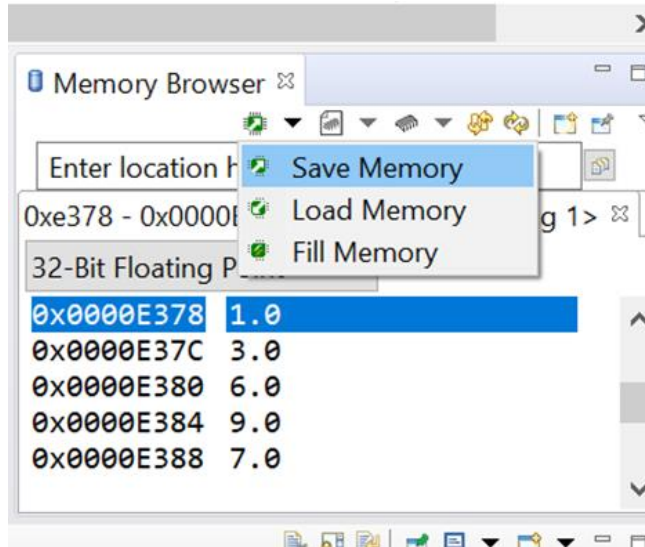 Memory Browser
Enter location h
Save Memory
Load Memory
Fill Memory
0xe378 - 0x0000E
g 1>
32-Bit Floating P
0x0000E378 1.0
0x0000E37C 3.0
0x0000E380 6.0
0x0000E384 9.0
0x0000E388 7.0